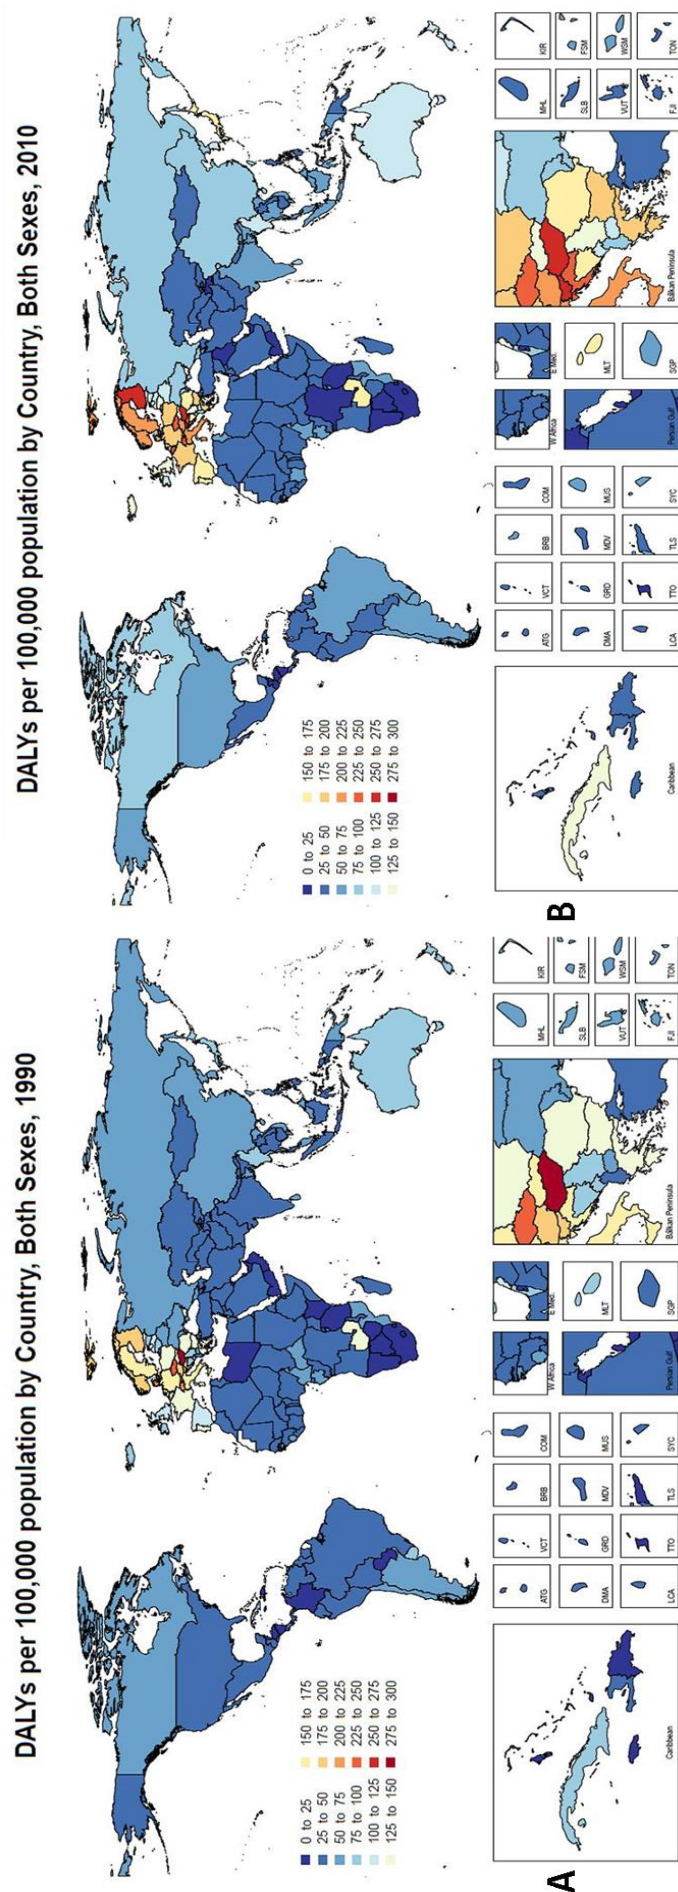 DALYs per 100,000 population by Country, Both Sexes, 1990
0 to 25 150 to 175
25 to 50 175 to 200
50 to 75 200 to 225
75 to 100 225 to 250
100 to 125 250 to 275
125 to 150 275 to 300
ATG VCT BRB COM W Africa E Med. MHL KIR
DMA GRD MDV MUS MLT SLB FSM
VUT WSM
Caribbean LCA TTO TLS SYC Persian Gulf SGP Balkan Peninsula FJI TON
A
DALYs per 100,000 population by Country, Both Sexes, 2010
0 to 25 150 to 175
25 to 50 175 to 200
50 to 75 200 to 225
75 to 100 225 to 250
100 to 125 250 to 275
125 to 150 275 to 300
ATG VCT BRB COM W Africa E Med. MHL KIR
DMA GRD MDV MUS MLT SLB FSM
VUT WSM
Caribbean LCA TTO TLS SYC Persian Gulf SGP Balkan Peninsula FJI TON
B